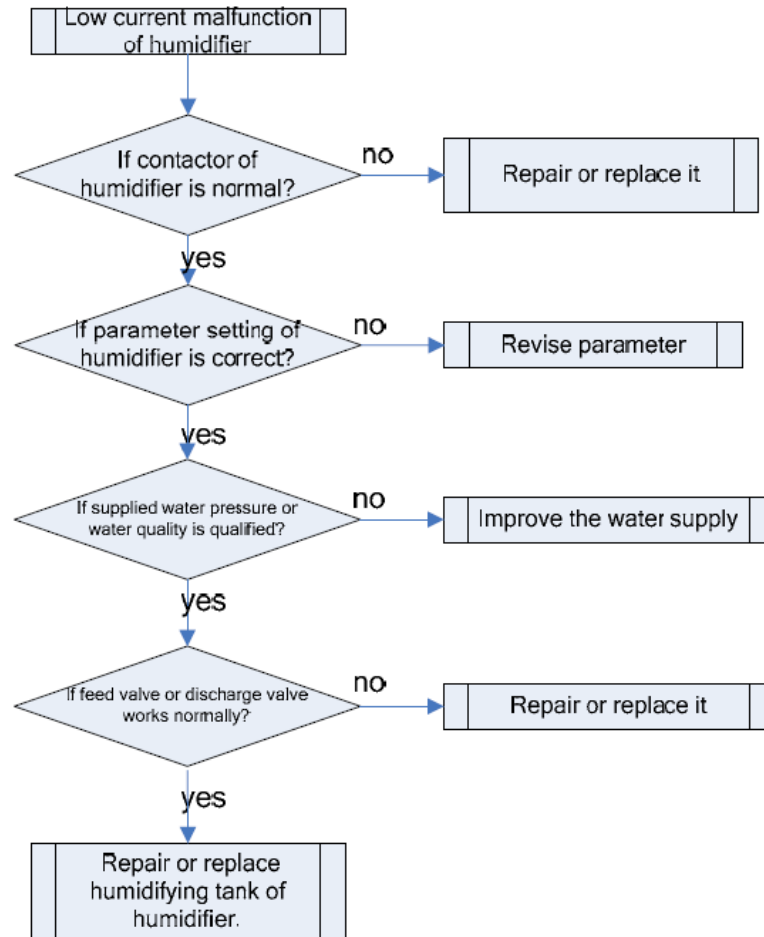 Low current malfunction
of humidifier
If contactor of
humidifier is normal?
no
Repair or replace it
yes
If parameter setting of
humidifier is correct?
no
Revise parameter
yes
If supplied water pressure or
water quality is qualified?
no
Improve the water supply
yes
If feed valve or discharge valve
works normally?
no
Repair or replace it
yes
Repair or replace
humidifying tank of
humidifier.